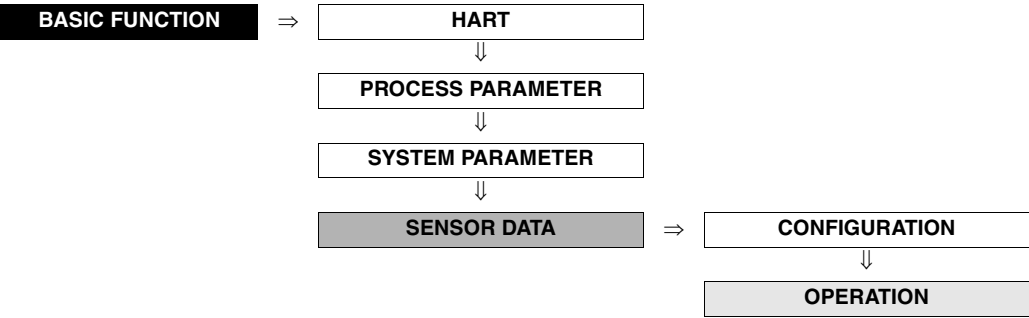 BASIC FUNCTION ⇒ HART
⇓
PROCESS PARAMETER
⇓
SYSTEM PARAMETER
⇓
SENSOR DATA ⇒ CONFIGURATION
⇓
OPERATION